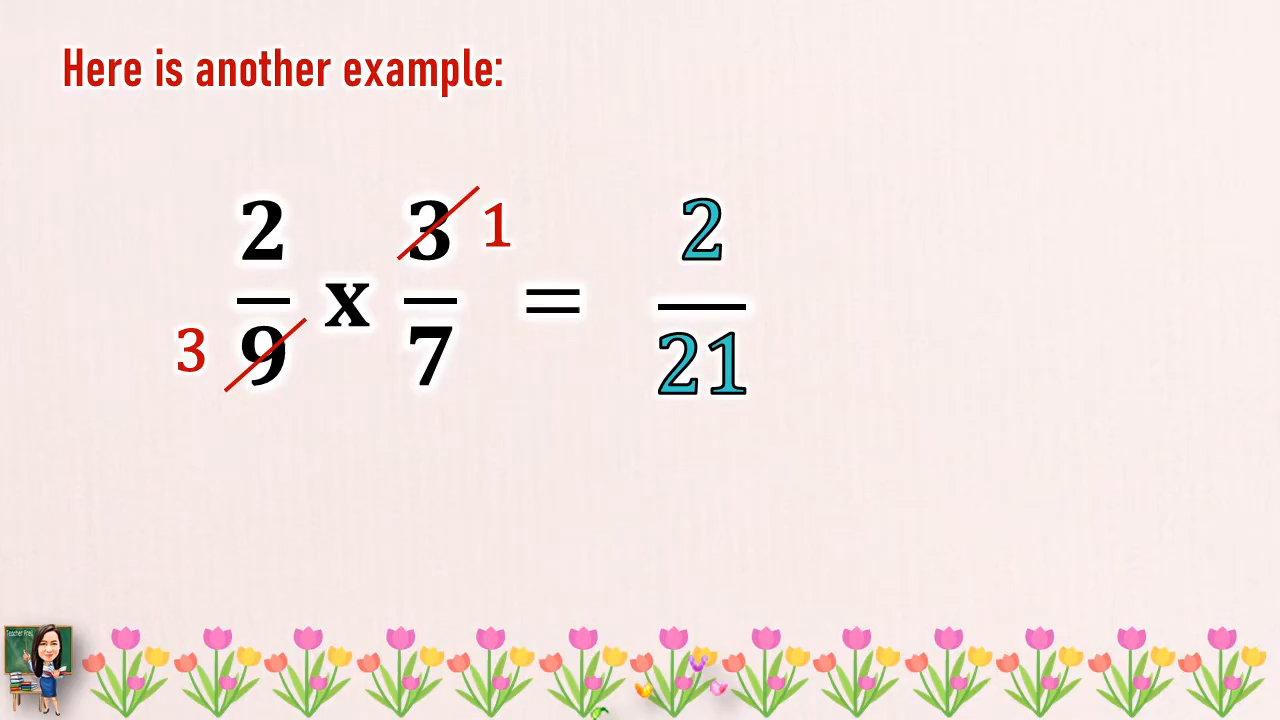 Here is another example:
2 3 1 2
x =
3 9 7 21